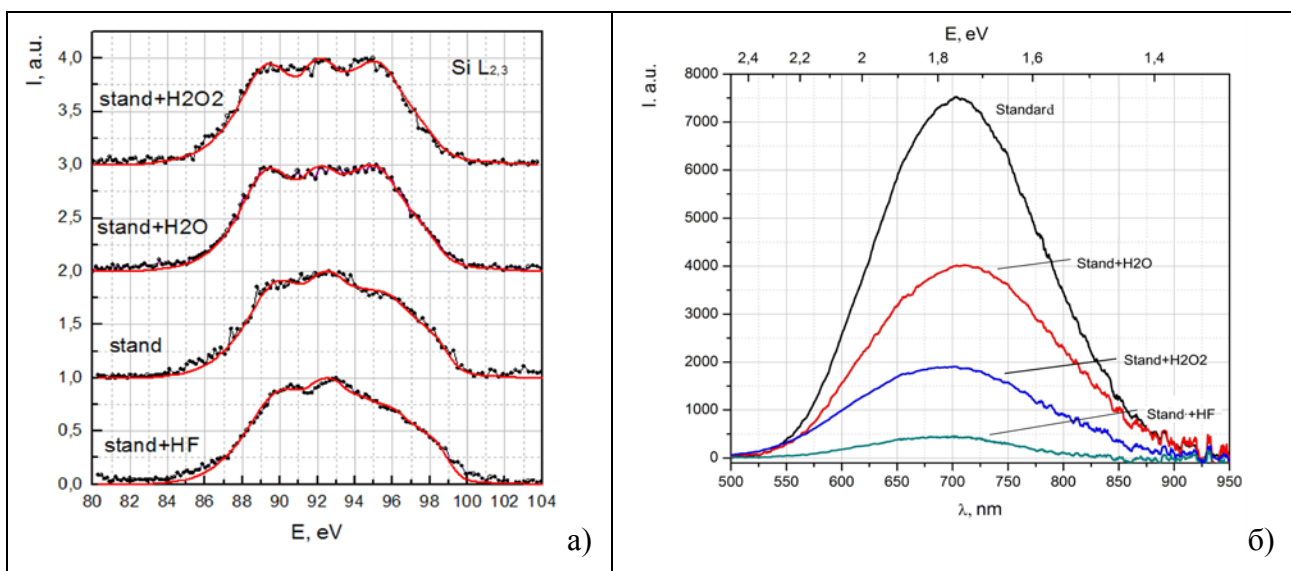 I, a.u.
4,0
3,5
3,0
2,5
2,0
1,5
1,0
0,5
0,0
Si L2,3
stand+H2O2
stand+H2O
stand
stand+HF
80 82 84 86 88 90 92 94 96 98 100 102 104
E, eV
а)
E, eV
2,4 2,2 2 1,8 1,6 1,4
I. a.u.
8000
7000
6000
5000
4000
3000
2000
1000
0
Standard
Stand+H2O
Stand+H2O2
Stand+HF
500 550 600 650 700 750 800 850 900 950
λ, nm
б)